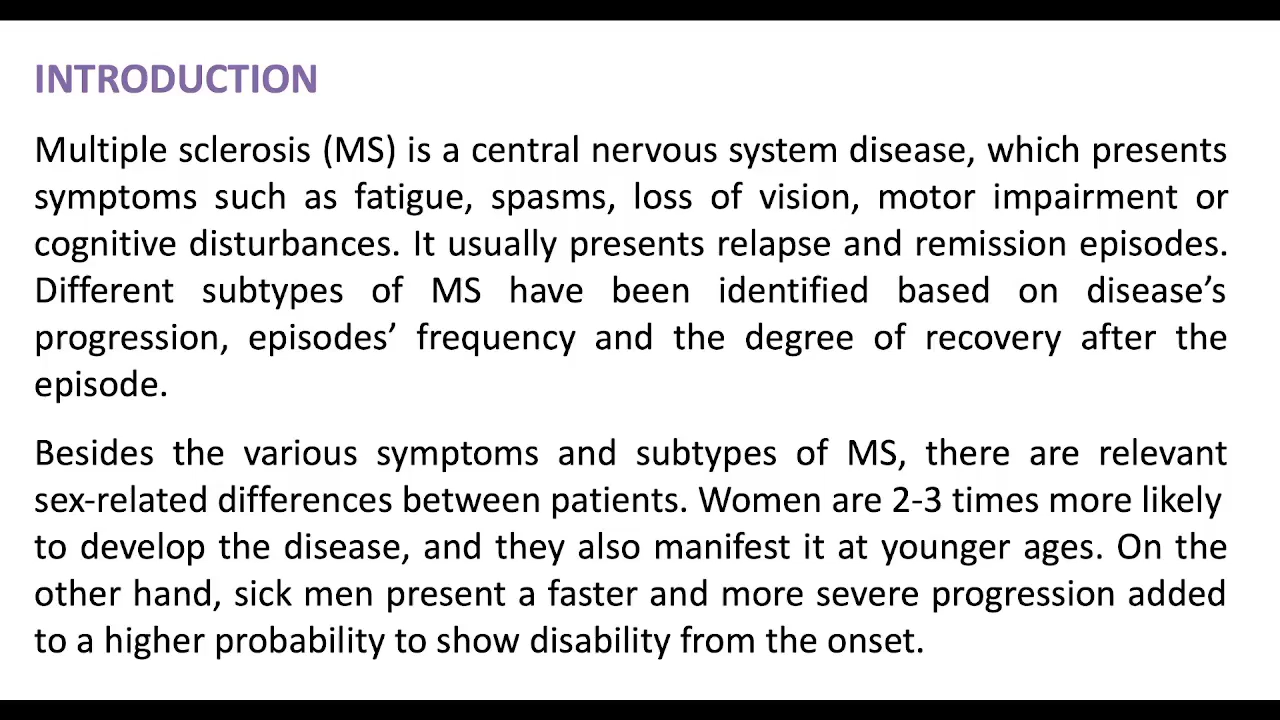 INTRODUCTION
Multiple sclerosis (MS) is a central nervous system disease, which presents
symptoms such as fatigue, spasms, loss of vision, motor impairment or
cognitive disturbances. It usually presents relapse and remission episodes.
Different subtypes of MS have been identified based on disease’s
progression, episodes’ frequency and the degree of recovery after the
episode.
Besides the various symptoms and subtypes of MS, there are relevant
sex-related differences between patients. Women are 2-3 times more likely
to develop the disease, and they also manifest it at younger ages. On the
other hand, sick men present a faster and more severe progression added
to a higher probability to show disability from the onset.